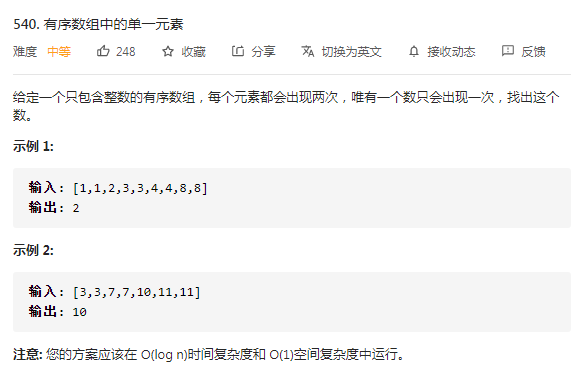 540. 有序数组中的单一元素
难度 中等 248 收藏 分享 切换为英文 接收动态 反馈
给定一个只包含整数的有序数组，每个元素都会出现两次，唯有一个数只会出现一次，找出这个
数。
示例 1:
输入: [1,1,2,3,3,4,4,8,8]
输出: 2
示例 2:
输入: [3,3,7,7,10,11,11]
输出: 10
注意: 您的方案应该在 O(log n)时间复杂度和 O(1)空间复杂度中运行。